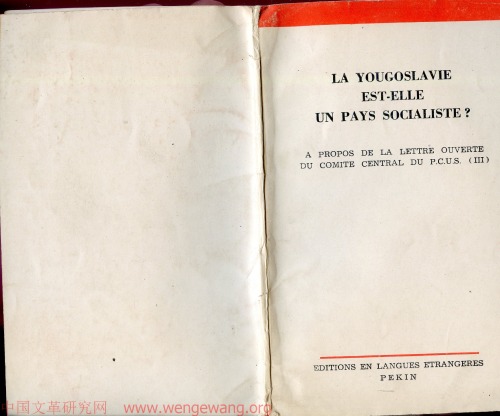 LA YOUGOSLAVIE
EST-ELLE
UN PAYS SOCIALISTE ?
A PROPOS DE LA LETTRE OUVERTE
DU COMITE CENTRAL DU P.C.U.S. (III)
EDITIONS EN LANGUES ETRANGERES
PEKIN
中国文革研究网 www.wengewang.org